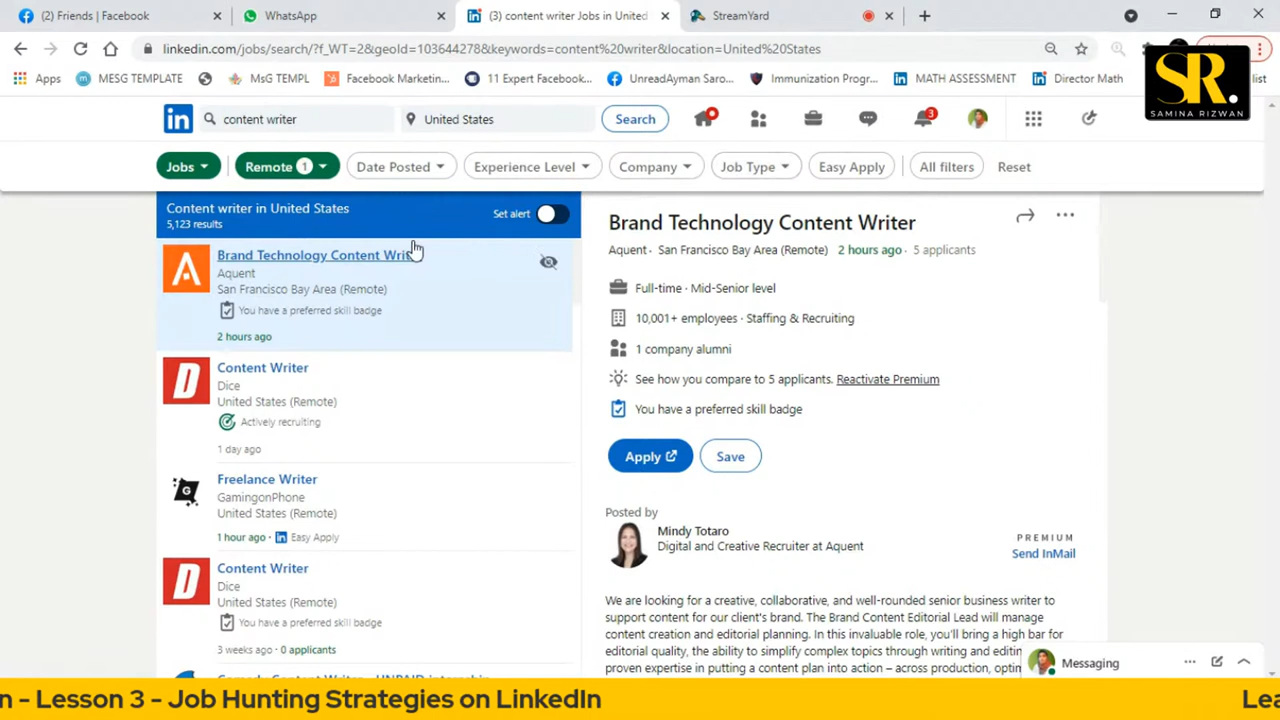 (2) Friends | Facebook
WhatsApp
(3) content writer Jobs in United
StreamYard
linkedin.com/jobs/search/?f_WT=2&geoId=103644278&keywords=content%20writer&location=United%20States
Apps
MESG TEMPLATE
MsG TEMPL
Facebook Marketin...
11 Expert Facebook...
UnreadAyman Saro...
Immunization Progr...
MATH ASSESSMENT
Director Math
list
SR.
SAMINA RIZWAN
in
content writer
United States
Search
3
Jobs
Remote 1
Date Posted
Experience Level
Company
Job Type
Easy Apply
All filters
Reset
Content writer in United States
5,123 results
Set alert
Brand Technology Content Writ
Aquent
San Francisco Bay Area (Remote)
You have a preferred skill badge
2 hours ago
Content Writer
Dice
United States (Remote)
Actively recruiting
1 day ago
Freelance Writer
GamingonPhone
United States (Remote)
1 hour ago · in Easy Apply
Content Writer
Dice
United States (Remote)
You have a preferred skill badge
3 weeks ago · 0 applicants
Brand Technology Content Writer
Aquent · San Francisco Bay Area (Remote) 2 hours ago 5 applicants
Full-time · Mid-Senior level
10,001+ employees · Staffing & Recruiting
1 company alumni
See how you compare to 5 applicants. Reactivate Premium
You have a preferred skill badge
Apply
Save
Posted by
Mindy Totaro
Digital and Creative Recruiter at Aquent
PREMIUM
Send InMail
We are looking for a creative, collaborative, and well-rounded senior business writer to
support content for our client's brand. The Brand Content Editorial Lead will manage
content creation and editorial planning. In this invaluable role, you'll bring a high bar for
editorial quality, the ability to simplify complex topics through writing and editin
proven expertise in putting a content plan into action – across production, optim
Messaging
n - Lesson 3 - Job Hunting Strategies on LinkedIn
Lea